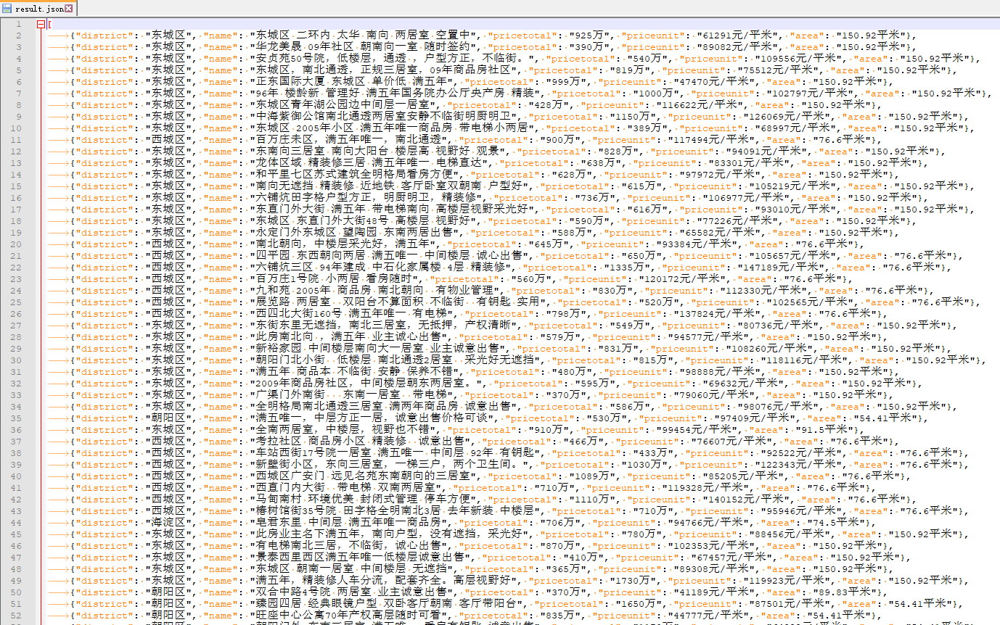 result.json
1 [
2 {"district": "东城区", "name": "东城区 二环内 太华 南向 两居室 空置中", "pricetotal": "925万", "priceunit": "61291元/平米", "area": "150.92平米"},
3 {"district": "东城区", "name": "华龙美晟 09年社区 朝南向一室 随时签约", "pricetotal": "390万", "priceunit": "89082元/平米", "area": "150.92平米"},
4 {"district": "东城区", "name": "安贞苑50号院，低楼层，通透 ，户型方正，不临街。", "pricetotal": "540万", "priceunit": "109556元/平米", "area": "150.92平米"},
5 {"district": "东城区", "name": "东城区，南北通透，正规三居室，09年商品房社区", "pricetotal": "819万", "priceunit": "75512元/平米", "area": "150.92平米"},
6 {"district": "东城区", "name": "正东国际大厦 东城区 单价低 满五年", "pricetotal": "999万", "priceunit": "47470元/平米", "area": "150.92平米"},
7 {"district": "东城区", "name": "96年 楼龄新 管理好 满五年国务院办公厅央产房 精装", "pricetotal": "1000万", "priceunit": "102797元/平米", "area": "150.92平米"},
8 {"district": "东城区", "name": "东城区青年湖公园边中间层一居室", "pricetotal": "428万", "priceunit": "116622元/平米", "area": "150.92平米"},
9 {"district": "东城区", "name": "中海紫御公馆南北通透两居室安静不临街明厨明卫", "pricetotal": "1150万", "priceunit": "126069元/平米", "area": "150.92平米"},
10 {"district": "东城区", "name": "东城区 2005年小区 满五年唯一商品房 带电梯小两居", "pricetotal": "389万", "priceunit": "68997元/平米", "area": "150.92平米"},
11 {"district": "西城区", "name": "百万庄未区，满五年唯一，南北通透", "pricetotal": "900万", "priceunit": "117494元/平米", "area": "76.6平米"},
12 {"district": "东城区", "name": "东南向三居室 南向大阳台 楼层高 视野好 观景", "pricetotal": "828万", "priceunit": "94091元/平米", "area": "150.92平米"},
13 {"district": "东城区", "name": "龙体区域 精装修三居 满五年唯一 电梯直达", "pricetotal": "638万", "priceunit": "83301元/平米", "area": "150.92平米"},
14 {"district": "东城区", "name": "和平里七区苏式建筑全明格局看房方便", "pricetotal": "628万", "priceunit": "97972元/平米", "area": "150.92平米"},
15 {"district": "东城区", "name": "南向无遮挡 精装修 近地铁 客厅卧室双朝南 户型好", "pricetotal": "615万", "priceunit": "105219元/平米", "area": "150.92平米"},
16 {"district": "东城区", "name": "六铺炕田字格户型方正，明厨明卫，精装修", "pricetotal": "736万", "priceunit": "106977元/平米", "area": "150.92平米"},
17 {"district": "东城区", "name": "东直门外大街 满五年 带电梯南向 高楼层视野采光好", "pricetotal": "616万", "priceunit": "93010元/平米", "area": "150.92平米"},
18 {"district": "东城区", "name": "东城区 东直门外大街48号 高楼层 视野好", "pricetotal": "590万", "priceunit": "77226元/平米", "area": "150.92平米"},
19 {"district": "东城区", "name": "永定门外东城区 望陶园 东南两居出售", "pricetotal": "588万", "priceunit": "65582元/平米", "area": "150.92平米"},
20 {"district": "西城区", "name": "南北朝向，中楼层采光好，满五年", "pricetotal": "645万", "priceunit": "93384元/平米", "area": "76.6平米"},
21 {"district": "西城区", "name": "四平园 东西朝向两居 满五唯一 中间楼层 诚心出售", "pricetotal": "650万", "priceunit": "105657元/平米", "area": "76.6平米"},
22 {"district": "西城区", "name": "六铺炕三区 94年建成 中石化家属楼 4层 精装修", "pricetotal": "1335万", "priceunit": "147189元/平米", "area": "76.6平米"},
23 {"district": "西城区", "name": "百万庄1号院 小两居 看房随时", "pricetotal": "560万", "priceunit": "120172元/平米", "area": "76.6平米"},
24 {"district": "西城区", "name": "九和苑 2005年 商品房 南北朝向  有物业管理", "pricetotal": "830万", "priceunit": "112330元/平米", "area": "76.6平米"},
25 {"district": "西城区", "name": "展览路 两居室  双阳台不算面积 不临街  有钥匙 实用", "pricetotal": "520万", "priceunit": "102565元/平米", "area": "76.6平米"},
26 {"district": "西城区", "name": "西四北大街160号 满五年唯一 有电梯", "pricetotal": "798万", "priceunit": "137824元/平米", "area": "76.6平米"},
27 {"district": "东城区", "name": "东街东里无遮挡，南北三居室，无抵押，产权清晰", "pricetotal": "549万", "priceunit": "80736元/平米", "area": "150.92平米"},
28 {"district": "东城区", "name": "此房南北向 ，满五年 业主诚心出售", "pricetotal": "579万", "priceunit": "94577元/平米", "area": "150.92平米"},
29 {"district": "东城区", "name": "新裕家园 中间楼层南向大一居室 业主诚意出售", "pricetotal": "831万", "priceunit": "108260元/平米", "area": "150.92平米"},
30 {"district": "东城区", "name": "朝阳门北小街  低楼层 南北通透2居室  采光好无遮挡", "pricetotal": "815万", "priceunit": "118116元/平米", "area": "150.92平米"},
31 {"district": "东城区", "name": "满五年 商品本 不临街 安静 保养不错", "pricetotal": "480万", "priceunit": "98888元/平米", "area": "150.92平米"},
32 {"district": "东城区", "name": "2009年商品房社区，中间楼层朝东两居室。", "pricetotal": "595万", "priceunit": "69632元/平米", "area": "150.92平米"},
33 {"district": "东城区", "name": "广渠门外南街   东南一居室  带电梯", "pricetotal": "370万", "priceunit": "79060元/平米", "area": "150.92平米"},
34 {"district": "东城区", "name": "全明格局南北通透三居室 满两年商品房 诚意出售", "pricetotal": "586万", "priceunit": "98076元/平米", "area": "150.92平米"},
35 {"district": "朝阳区", "name": "满五唯一，中层方正一居，诚意出售价格可谈", "pricetotal": "530万", "priceunit": "97409元/平米", "area": "54.41平米"},
36 {"district": "东城区", "name": "全南两居室，中楼层，视野也不错", "pricetotal": "910万", "priceunit": "99454元/平米", "area": "91.5平米"},
37 {"district": "西城区", "name": "考拉社区 商品房小区 精装修  诚意出售", "pricetotal": "466万", "priceunit": "76607元/平米", "area": "76.6平米"},
38 {"district": "西城区", "name": "车站西街17号院一居室 满五唯一 中间层 92年 有钥匙", "pricetotal": "433万", "priceunit": "92522元/平米", "area": "76.6平米"},
39 {"district": "西城区", "name": "新壁街小区，东向三居室，一梯三户，两个卫生间。", "pricetotal": "1030万", "priceunit": "122343元/平米", "area": "76.6平米"},
40 {"district": "西城区", "name": "西城区广安门 远见名苑东南朝向的三居室", "pricetotal": "1089万", "priceunit": "85205元/平米", "area": "76.6平米"},
41 {"district": "西城区", "name": "西直门内大街  带电梯 双南两居室", "pricetotal": "710万", "priceunit": "119328元/平米", "area": "76.6平米"},
42 {"district": "西城区", "name": "马甸南村 环境优美 封闭式管理 停车方便", "pricetotal": "1110万", "priceunit": "140152元/平米", "area": "76.6平米"},
43 {"district": "西城区", "name": "椿树馆街35号院 田字格全明南北3居 去年新装 中楼层", "pricetotal": "710万", "priceunit": "95946元/平米", "area": "76.6平米"},
44 {"district": "海淀区", "name": "皂君东里 中间层 满五年唯一商品房", "pricetotal": "706万", "priceunit": "94766元/平米", "area": "74.5平米"},
45 {"district": "东城区", "name": "此房业主名下满五年，南向户型，没有遮挡，采光好", "pricetotal": "780万", "priceunit": "88456元/平米", "area": "150.92平米"},
46 {"district": "东城区", "name": "有电梯南北三居，不临街，诚心出售", "pricetotal": "870万", "priceunit": "102353元/平米", "area": "150.92平米"},
47 {"district": "东城区", "name": "景泰西里西区满五年唯一低楼层诚意出售", "pricetotal": "410万", "priceunit": "67457元/平米", "area": "150.92平米"},
48 {"district": "东城区", "name": "东城区 朝南一居室 中间楼层 无遮挡", "pricetotal": "365万", "priceunit": "89308元/平米", "area": "150.92平米"},
49 {"district": "东城区", "name": "满五年，精装修人车分流，配套齐全。高层视野好", "pricetotal": "1730万", "priceunit": "119923元/平米", "area": "150.92平米"},
50 {"district": "朝阳区", "name": "双合中路4号院 两居室 业主诚意出售", "pricetotal": "370万", "priceunit": "41189元/平米", "area": "89.83平米"},
51 {"district": "朝阳区", "name": "臻园四居 经典眼镜户型 双卧客厅朝南 客厅带阳台", "pricetotal": "1650万", "priceunit": "87501元/平米", "area": "54.41平米"},
52 {"district": "朝阳区", "name": "旺座中心公寓70年产权高层随时可看", "pricetotal": "835万", "priceunit": "44777元/平米", "area": "54.41平米"},